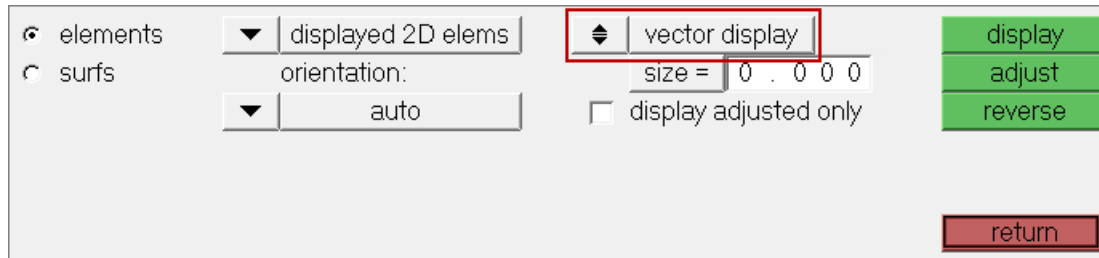 elements displayed 2D elems vector display display
surfs orientation: size = 0 . 0 0 0 adjust
auto display adjusted only reverse
return